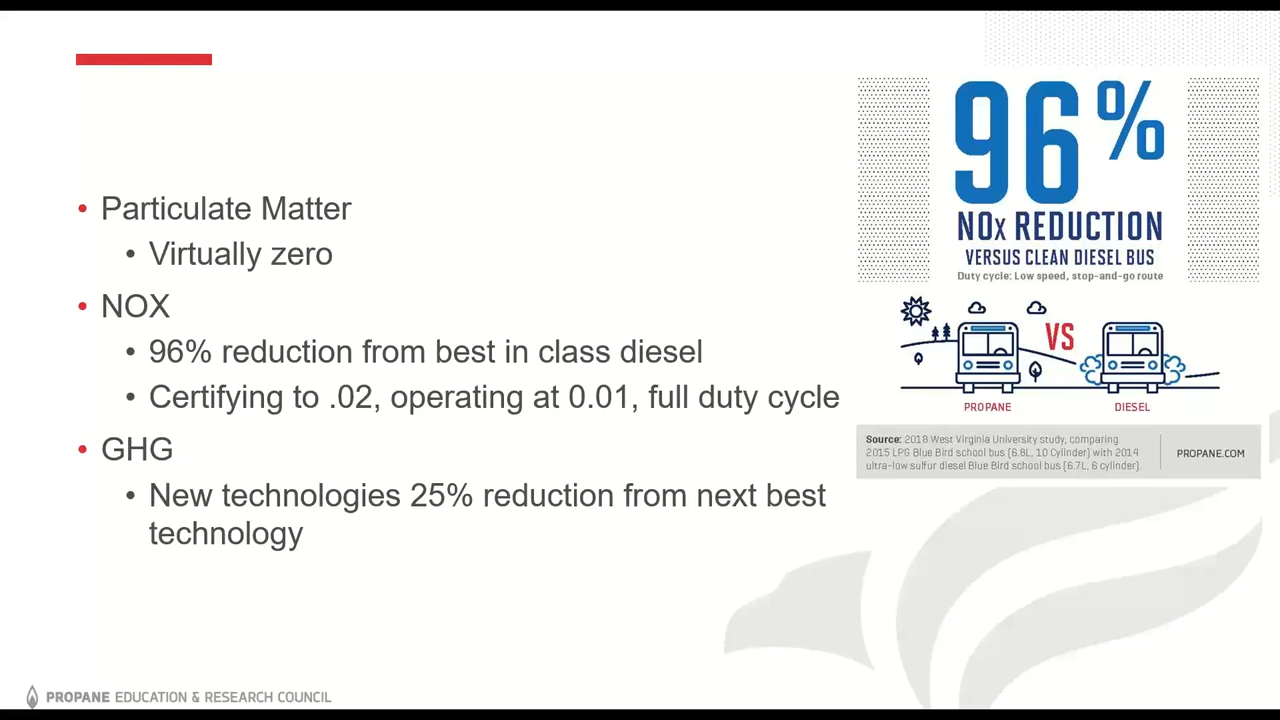 • Particulate Matter
• Virtually zero
• NOX
• 96% reduction from best in class diesel
• Certifying to .02, operating at 0.01, full duty cycle
• GHG
• New technologies 25% reduction from next best
technology
96%
NOx REDUCTION
VERSUS CLEAN DIESEL BUS
Duty cycle: Low speed, stop-and-go route
VS
PROPANE DIESEL
Source: 2018 West Virginia University study, comparing
2015 LPG Blue Bird school bus (6.8L, 10 Cylinder) with 2014
ultra-low sulfur diesel Blue Bird school bus (6.7L, 6 cylinder).
PROPANE.COM
PROPANE EDUCATION & RESEARCH COUNCIL